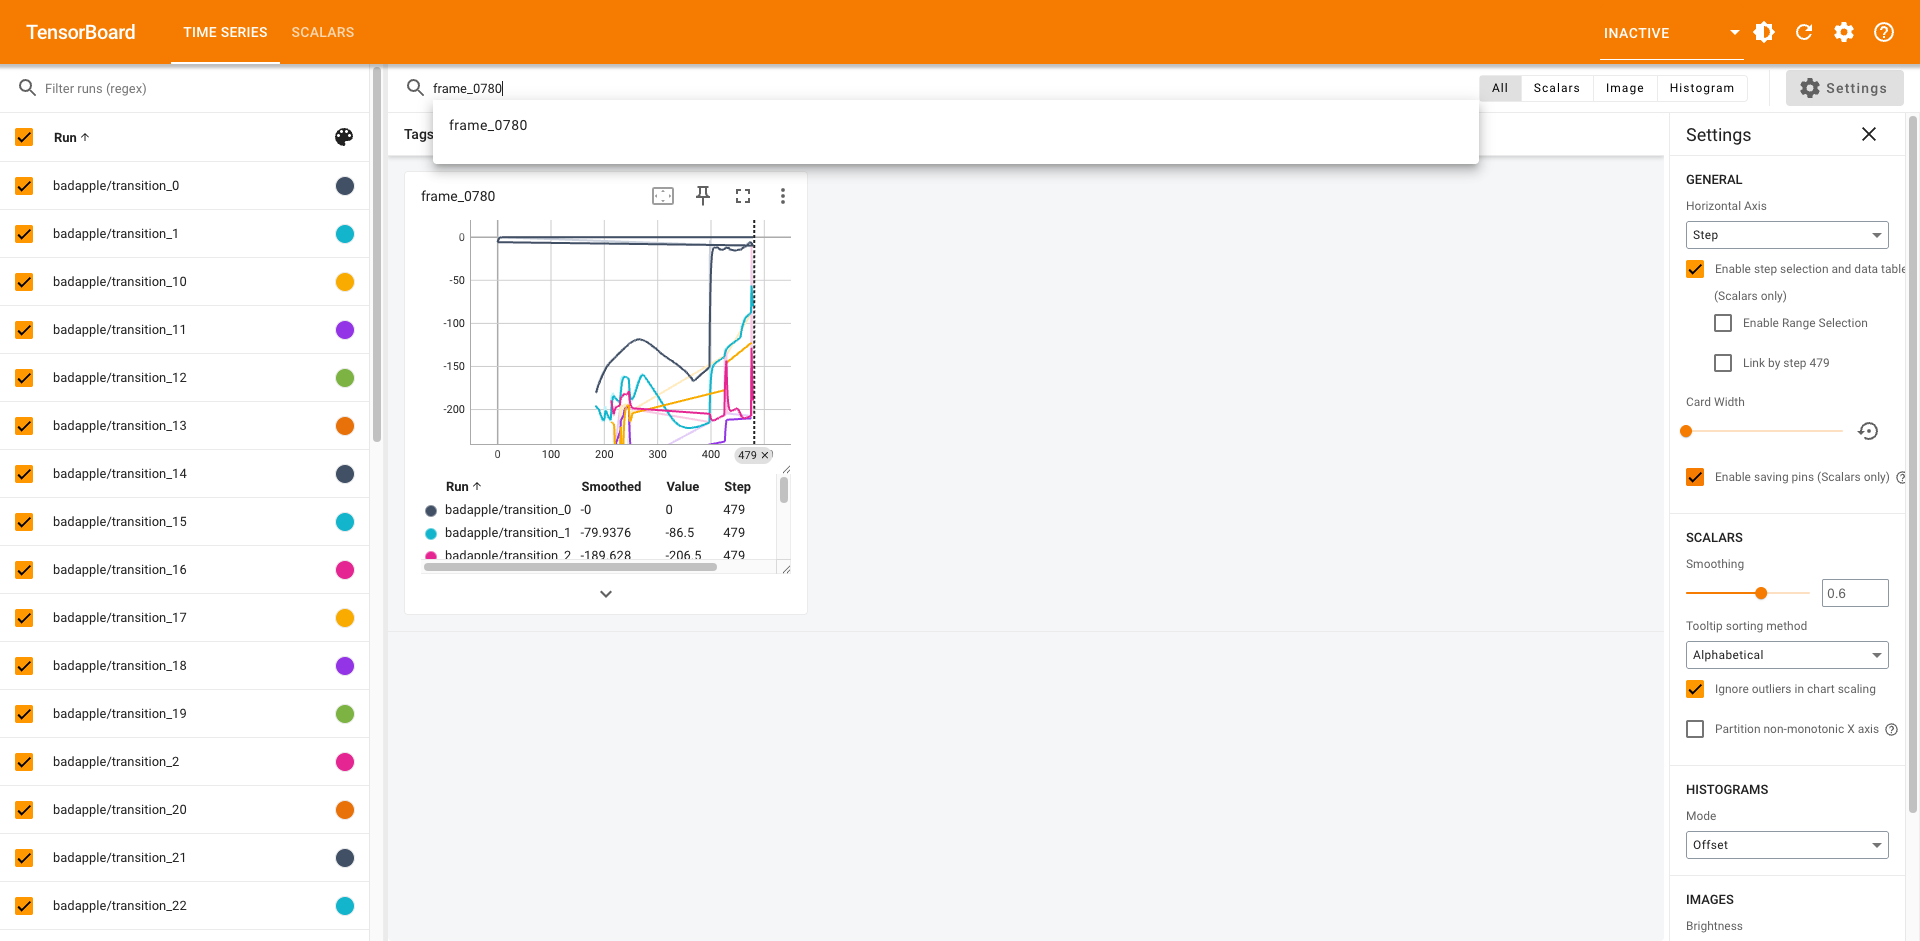 TensorBoard TIME SERIES SCALARS INACTIVE
Filter runs (regex)
Run
badapple/transition_0
badapple/transition_1
badapple/transition_10
badapple/transition_11
badapple/transition_12
badapple/transition_13
badapple/transition_14
badapple/transition_15
badapple/transition_16
badapple/transition_17
badapple/transition_18
badapple/transition_19
badapple/transition_2
badapple/transition_20
badapple/transition_21
badapple/transition_22
frame_0780
All Scalars Image Histogram Settings
frame_0780
Tags
frame_0780
0
-50
-100
-150
-200
0 100 200 300 400 479
Run Smoothed Value Step
badapple/transition_0 -0 0 479
badapple/transition_1 -79.9376 -86.5 479
badapple/transition_2 -189.628 -206.5 479
Settings
GENERAL
Horizontal Axis
Step
Enable step selection and data table
(Scalars only)
Enable Range Selection
Link by step 479
Card Width
Enable saving pins (Scalars only)
SCALARS
Smoothing
0.6
Tooltip sorting method
Alphabetical
Ignore outliers in chart scaling
Partition non-monotonic X axis
HISTOGRAMS
Mode
Offset
IMAGES
Brightness